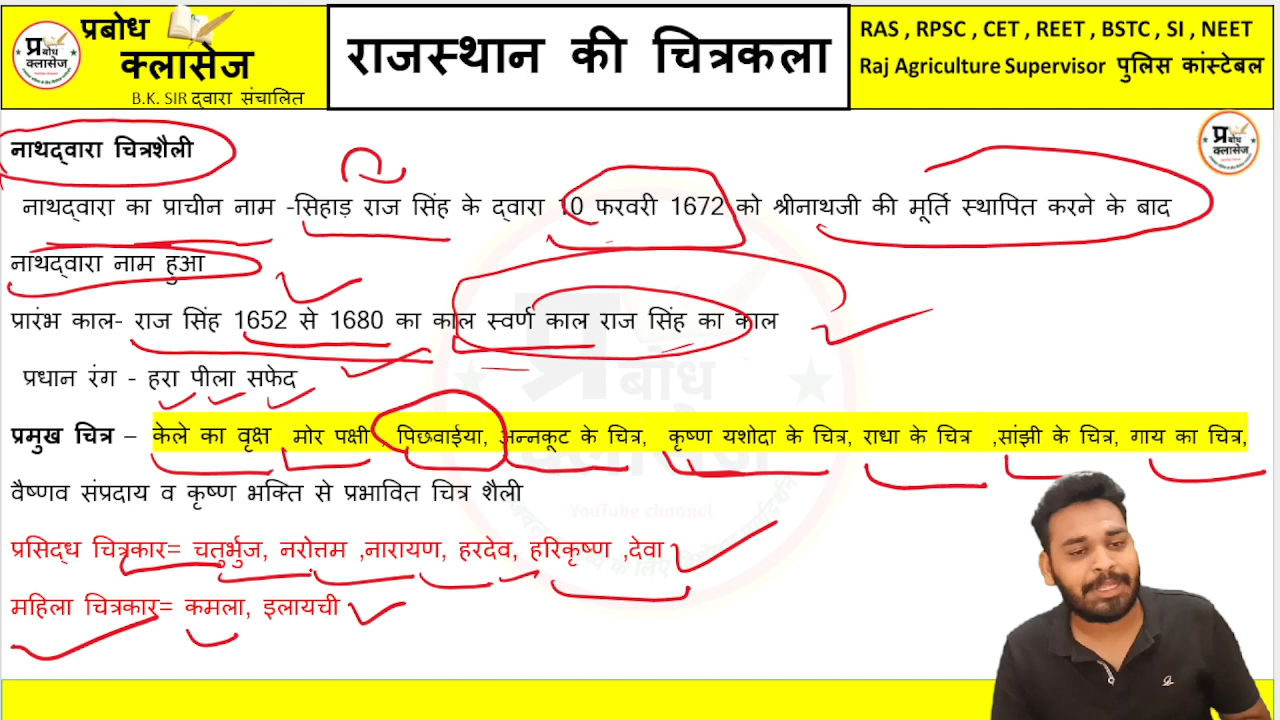 प्रबोध
क्लासेज
B.K. SIR द्वारा संचालित
राजस्थान की चित्रकला
RAS , RPSC , CET , REET , BSTC , SI , NEET
Raj Agriculture Supervisor पुलिस कांस्टेबल
प्र बोध
क्लासेज
प्र बोध
क्लासेज
नाथद्वारा चित्रशैली
नाथद्वारा का प्राचीन नाम -सिहाड़ राज सिंह के द्वारा 10 फरवरी 1672 को श्रीनाथजी की मूर्ति स्थापित करने के बाद
नाथद्वारा नाम हुआ
प्रारंभ काल- राज सिंह 1652 से 1680 का काल स्वर्ण काल राज सिंह का काल
प्रधान रंग - हरा पीला सफेद
प्रमुख चित्र – केले का वृक्ष , मोर पक्षी , पिछवाईया, अन्नकूट के चित्र, कृष्ण यशोदा के चित्र, राधा के चित्र ,सांझी के चित्र, गाय का चित्र,
वैष्णव संप्रदाय व कृष्ण भक्ति से प्रभावित चित्र शैली
प्रसिद्ध चित्रकार= चतुर्भुज, नरोत्तम ,नारायण, हरदेव, हरिकृष्ण ,देवा
महिला चित्रकार= कमला, इलायची
प्र बोध
क्लासेज
YouTube channel